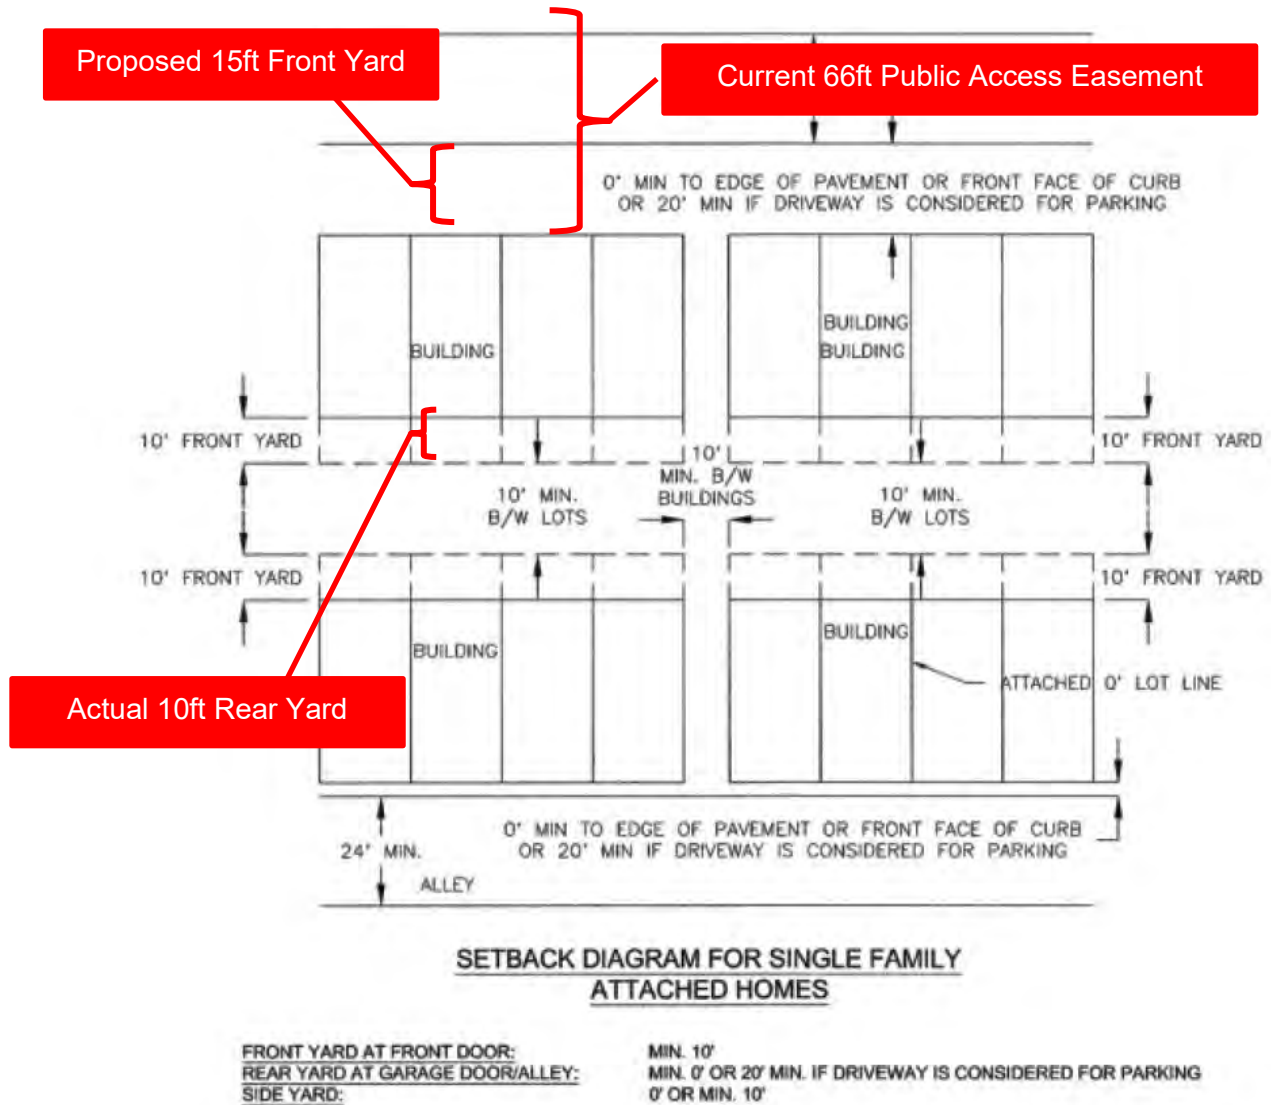 Proposed 15ft Front Yard
Current 66ft Public Access Easement
0' MIN TO EDGE OF PAVEMENT OR FRONT FACE OF CURB
OR 20' MIN IF DRIVEWAY IS CONSIDERED FOR PARKING
BUILDING
BUILDING
BUILDING
10' FRONT YARD
10' FRONT YARD
10'
MIN. B/W
BUILDINGS
10' MIN.
B/W LOTS
10' MIN.
B/W LOTS
10' FRONT YARD
10' FRONT YARD
BUILDING
BUILDING
ATTACHED 0' LOT LINE
Actual 10ft Rear Yard
0' MIN TO EDGE OF PAVEMENT OR FRONT FACE OF CURB
OR 20' MIN IF DRIVEWAY IS CONSIDERED FOR PARKING
24' MIN.
ALLEY
SETBACK DIAGRAM FOR SINGLE FAMILY
ATTACHED HOMES
FRONT YARD AT FRONT DOOR: MIN. 10'
REAR YARD AT GARAGE DOOR/ALLEY: MIN. 0' OR 20' MIN. IF DRIVEWAY IS CONSIDERED FOR PARKING
SIDE YARD: 0' OR MIN. 10'